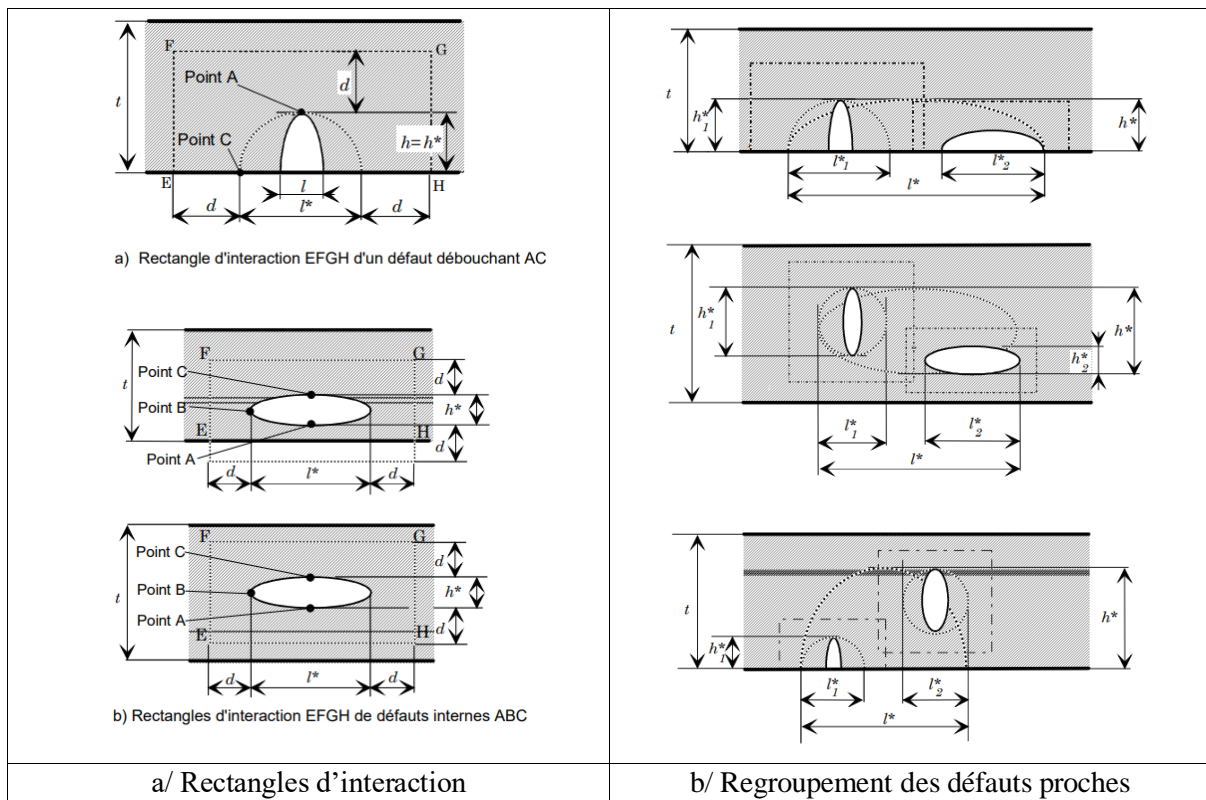 F
G
Point A
d
t
h=h*
Point C
l
E
H
d
l*
d
a) Rectangle d'interaction EFGH d'un défaut débouchant AC
F
G
Point C
d
t
Point B
h*
E
H
d
Point A
d
l*
d
F
G
Point C
d
Point B
h*
t
Point A
d
E
H
d
l*
d
b) Rectangles d'interaction EFGH de défauts internes ABC
t
h*1
h*
l*1
l*2
l*
h*1
h*
t
h*2
l*1
l*2
l*
t
h*
h*1
l*1
l*2
l*
a/ Rectangles d’interaction
b/ Regroupement des défauts proches